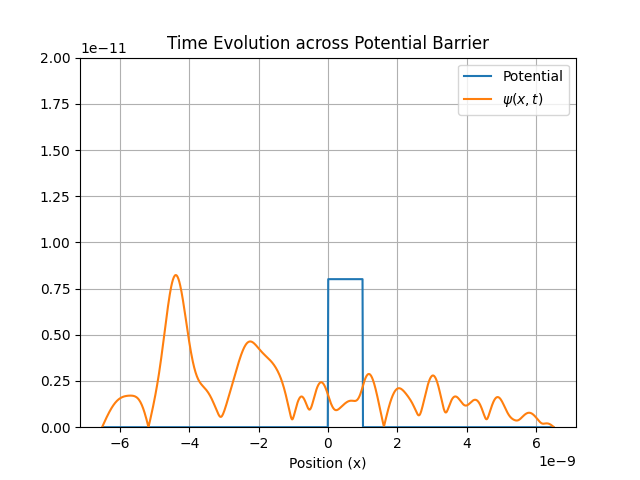 Time Evolution across Potential Barrier
1e−11
2.00
1.75
1.50
1.25
1.00
0.75
0.50
0.25
0.00
Potential
ψ(x, t)
−6
−4
−2
0
2
4
6
1e−9
Position (x)